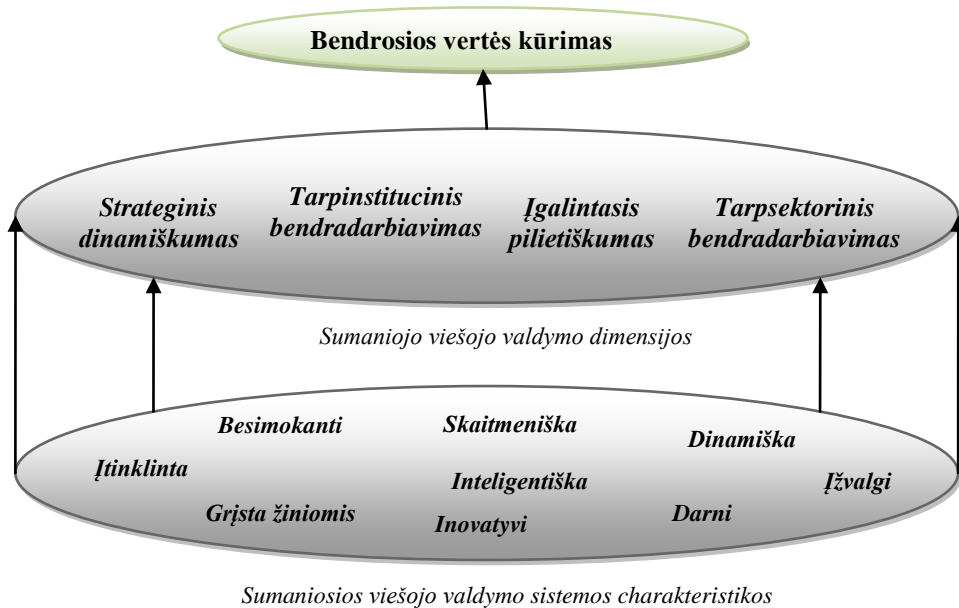 Bendrosios vertės kūrimas
Strateginis
dinamiškumas
Tarpinstitucinis
bendradarbiavimas
Įgalintasis
pilietiškumas
Tarpsektorinis
bendradarbiavimas
Sumaniojo viešojo valdymo dimensijos
Besimokanti
Skaitmeniška
Dinamiška
Įtinklinta
Inteligentiška
Įžvalgi
Grįsta žiniomis
Inovatyvi
Darni
Sumaniosios viešojo valdymo sistemos charakteristikos